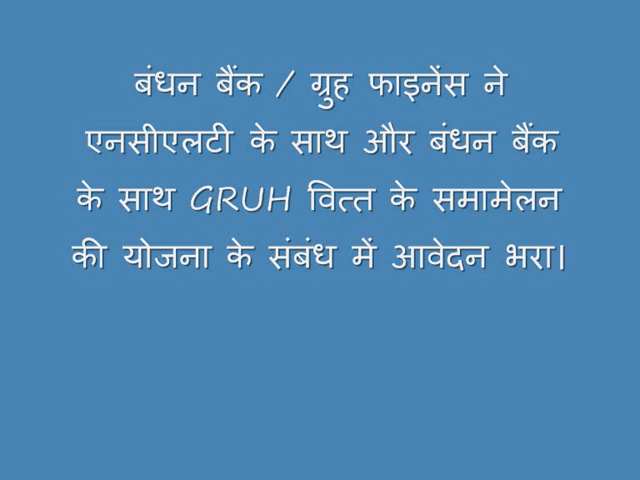 बंधन बैंक / ग्रुह फाइनेंस ने
एनसीएलटी के साथ और बंधन बैंक
के साथ GRUH वित्त के समामेलन
की योजना के संबंध में आवेदन भरा।